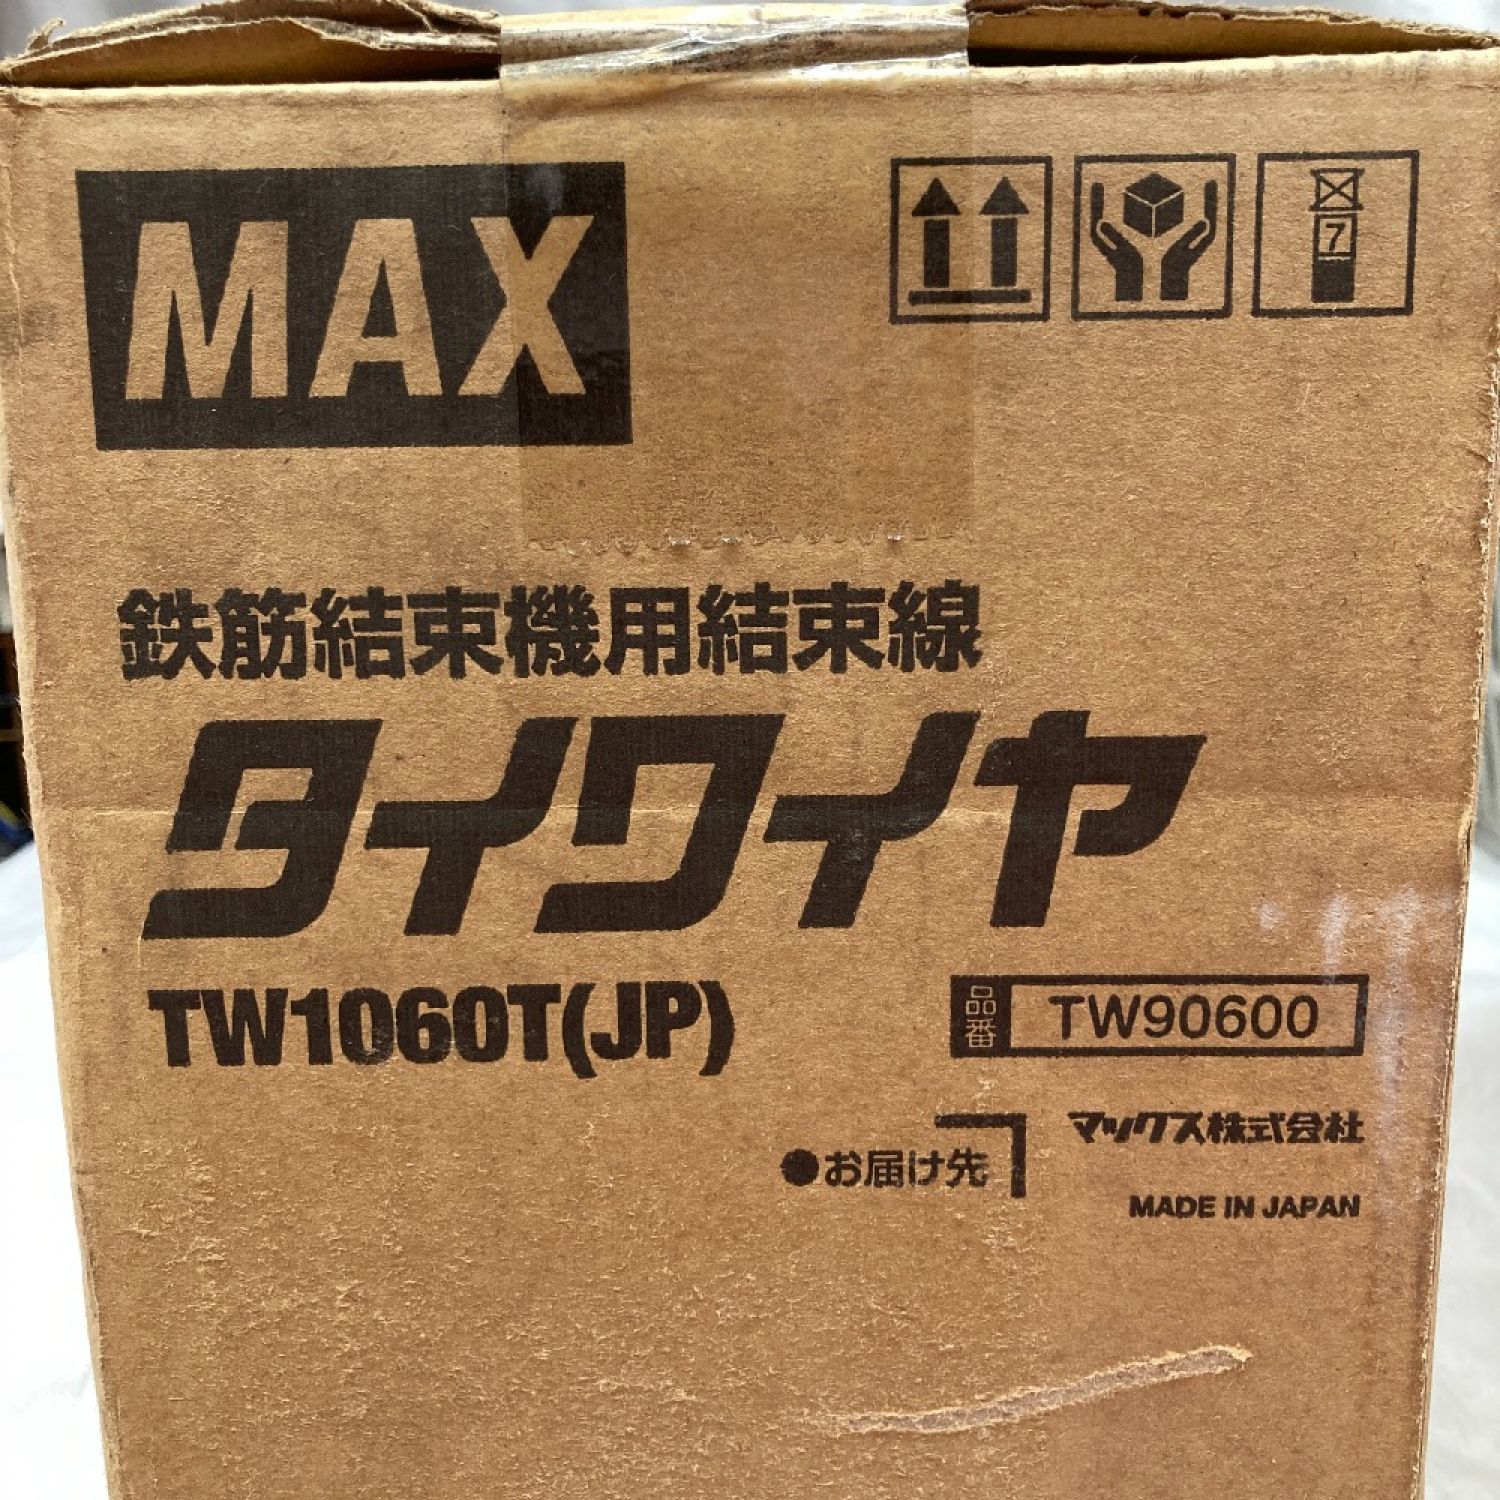 MAX
7
鉄筋結束機用結束線
タイワイヤ
TW1060T(JP)
品番 TW90600
マックス株式会社
●お届け先
MADE IN JAPAN